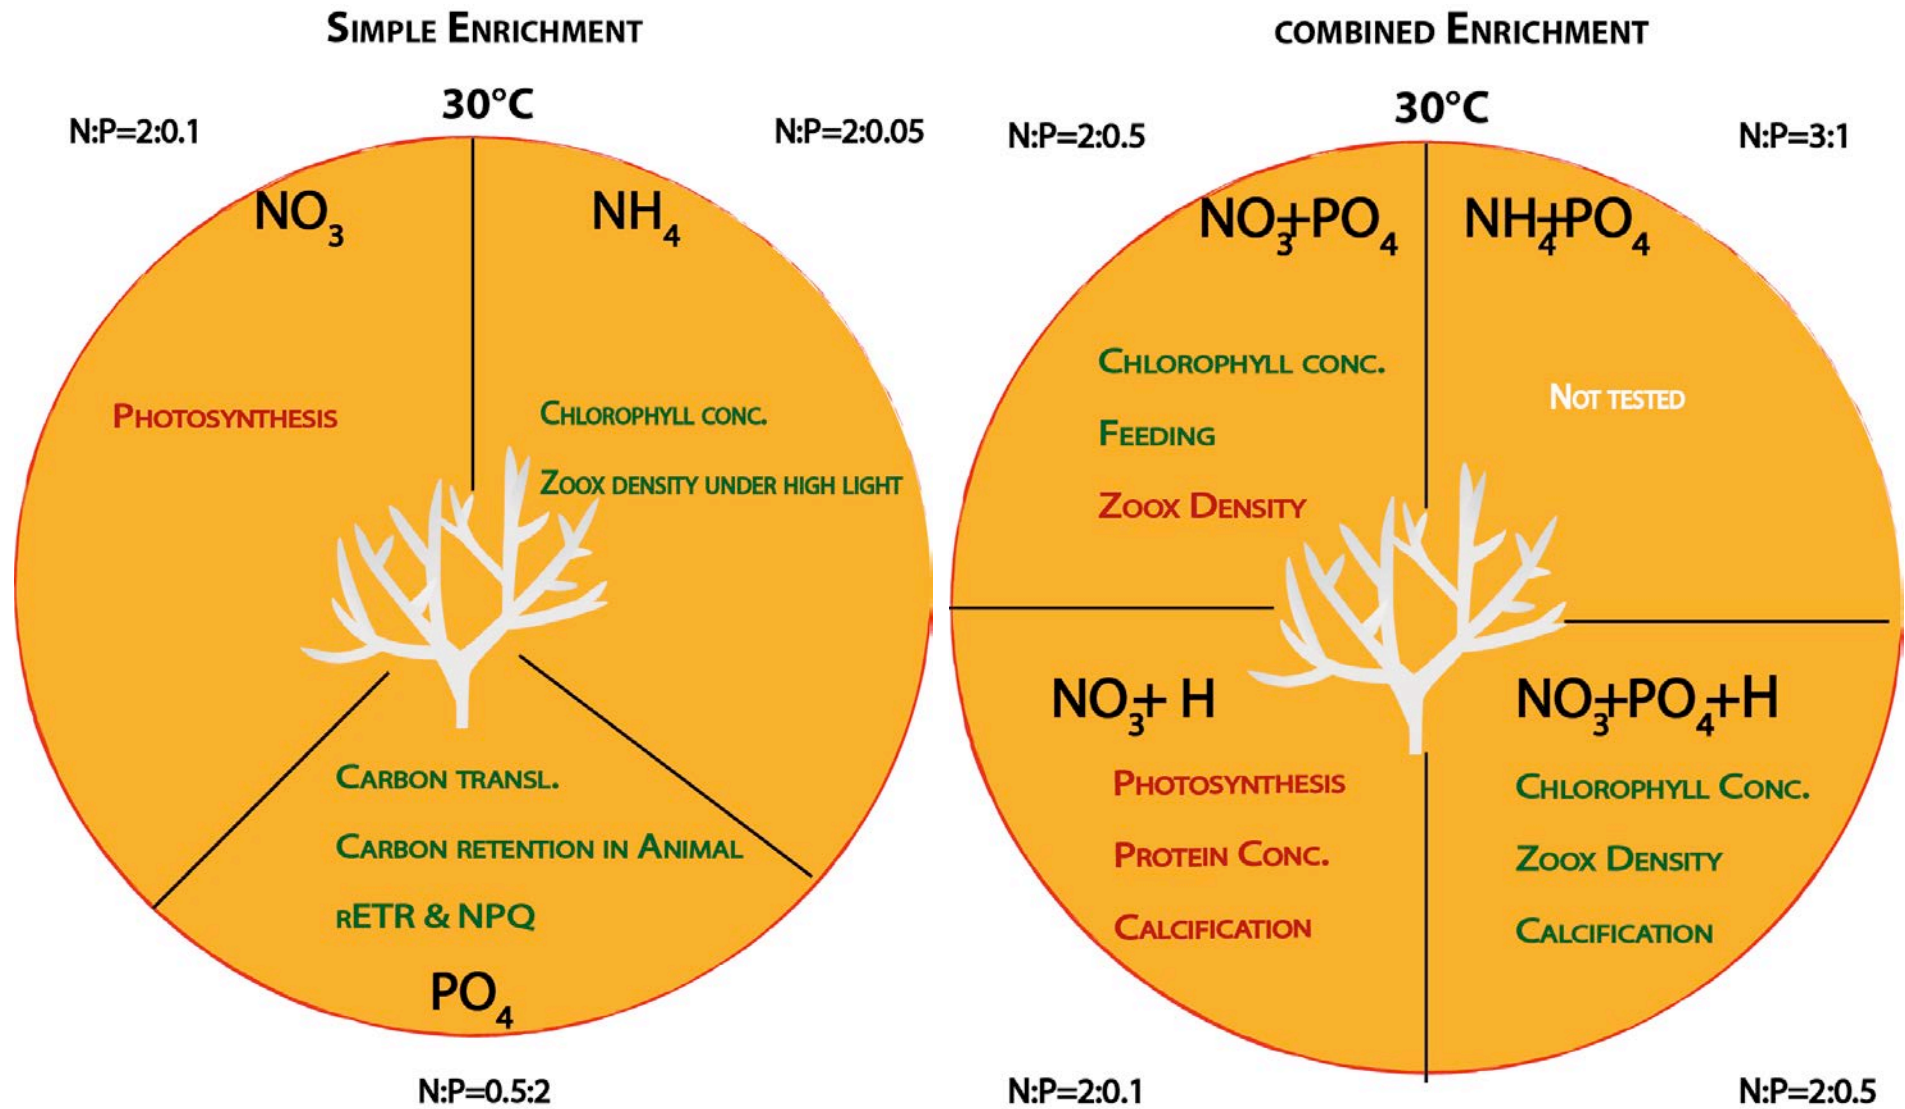 SIMPLE ENRICHMENT
30°C
N:P=2:0.1
N:P=2:0.05
NO3
NH4
PHOTOSYNTHESIS
CHLOROPHYLL CONC.
ZOOX DENSITY UNDER HIGH LIGHT
CARBON TRANSL.
CARBON RETENTION IN ANIMAL
RETR & NPQ
PO4
N:P=0.5:2
COMBINED ENRICHMENT
30°C
N:P=2:0.5
N:P=3:1
NO3+PO4
NH4+PO4
CHLOROPHYLL CONC.
FEEDING
ZOOX DENSITY
NOT TESTED
NO3+ H
NO3+PO4+H
PHOTOSYNTHESIS
PROTEIN CONC.
CALCIFICATION
CHLOROPHYLL CONC.
ZOOX DENSITY
CALCIFICATION
N:P=2:0.1
N:P=2:0.5